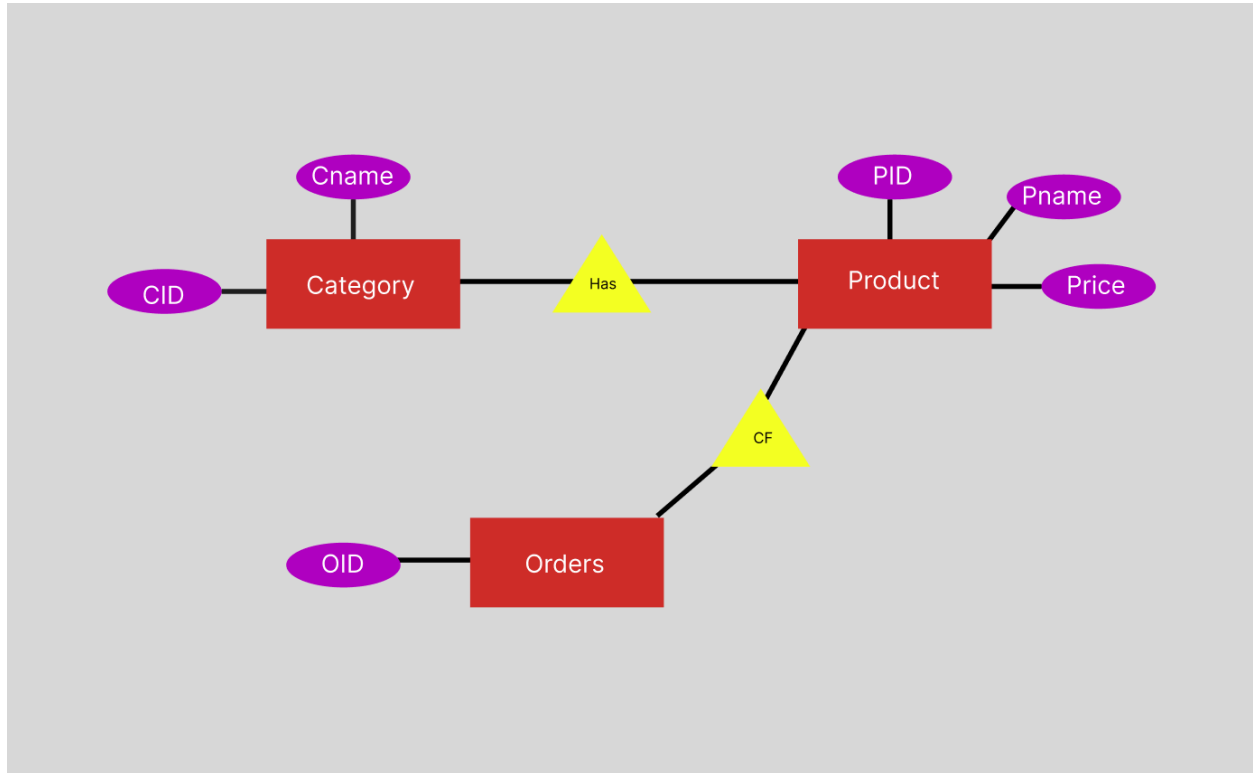 Cname
PID
Pname
CID
Category
Has
Product
Price
CF
OID
Orders